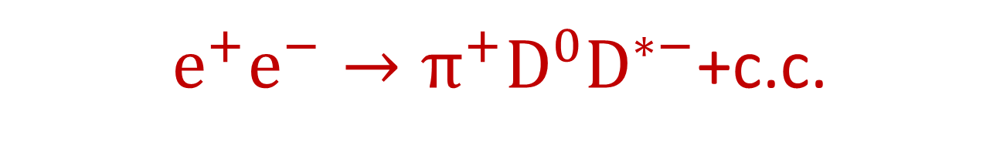 e⁺e⁻ → π⁺D⁰D*⁻+c.c.